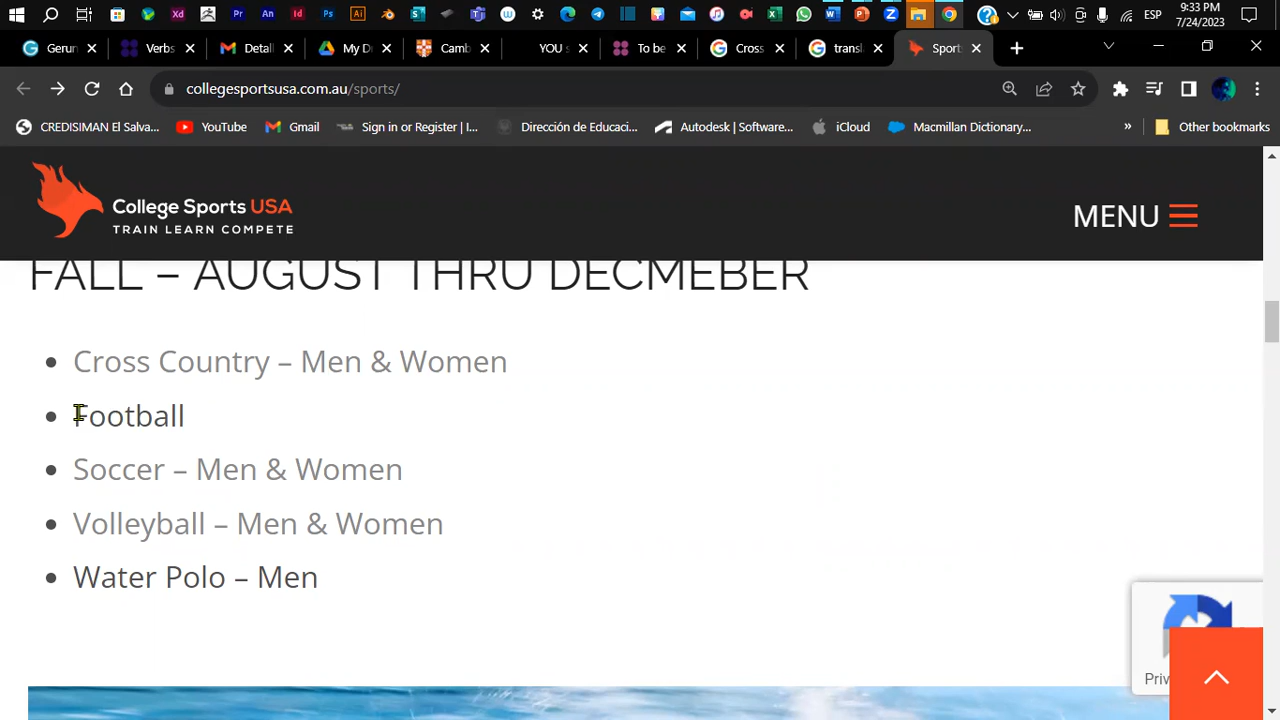 9:33 PM
ESP
7/24/2023
Gerun
Verbs
Detail
My Dr
Camb
YOU s
To be
Cross
transl
Sport
collegesportsusa.com.au/sports/
CREDISIMAN El Salva...
YouTube
Gmail
Sign in or Register | I...
Dirección de Educaci...
Autodesk | Software...
iCloud
Macmillan Dictionary...
»
Other bookmarks
College Sports USA
TRAIN LEARN COMPETE
MENU
FALL – AUGUST THRU DECMEBER
• Cross Country – Men & Women
• Football
• Soccer – Men & Women
• Volleyball – Men & Women
• Water Polo – Men
Priv